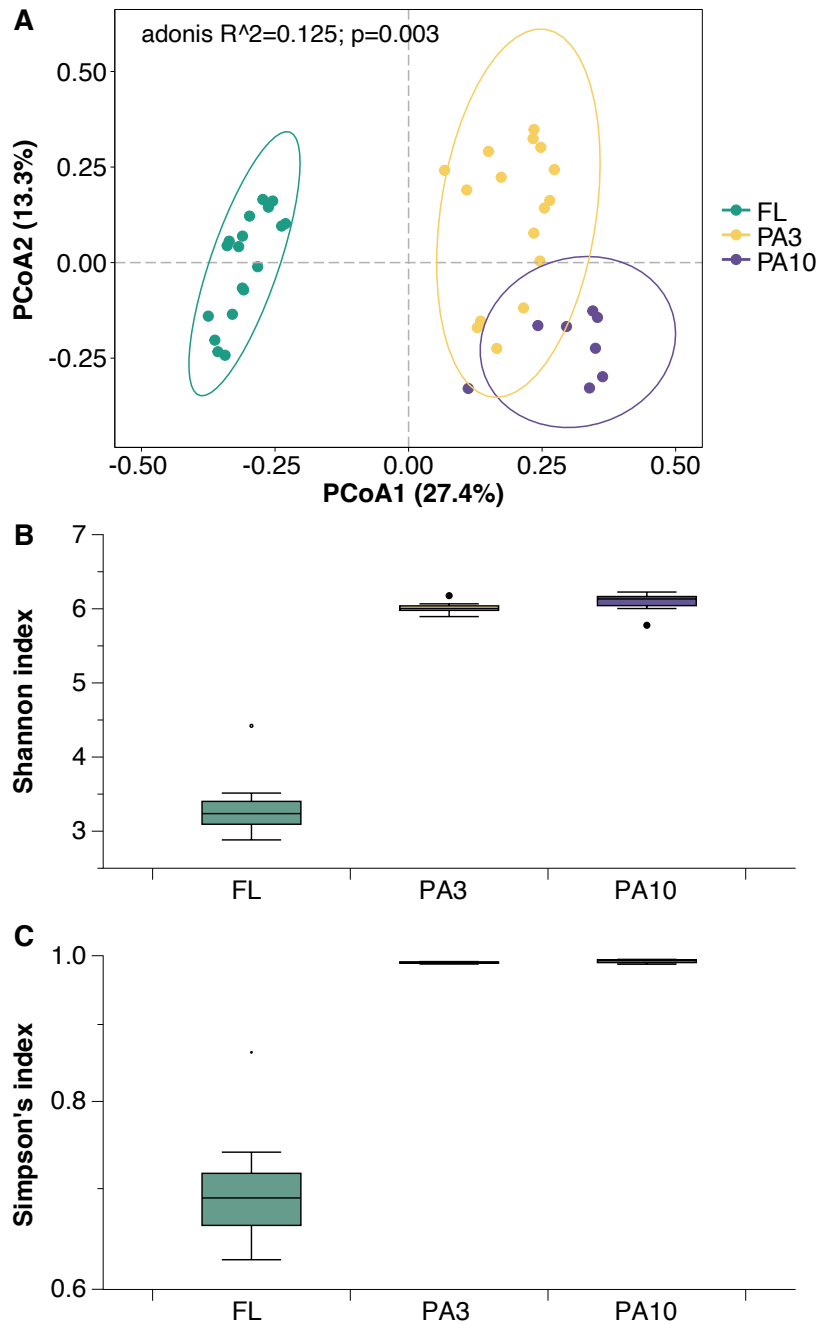 A
adonis R^2=0.125; p=0.003
0.50
0.25
0.00
-0.25
PCoA2 (13.3%)
-0.50 -0.25 0.00 0.25 0.50
PCoA1 (27.4%)
FL
PA3
PA10
B
7
6
5
4
3
Shannon index
FL PA3 PA10
C
1.0
0.8
0.6
Simpson's index
FL PA3 PA10